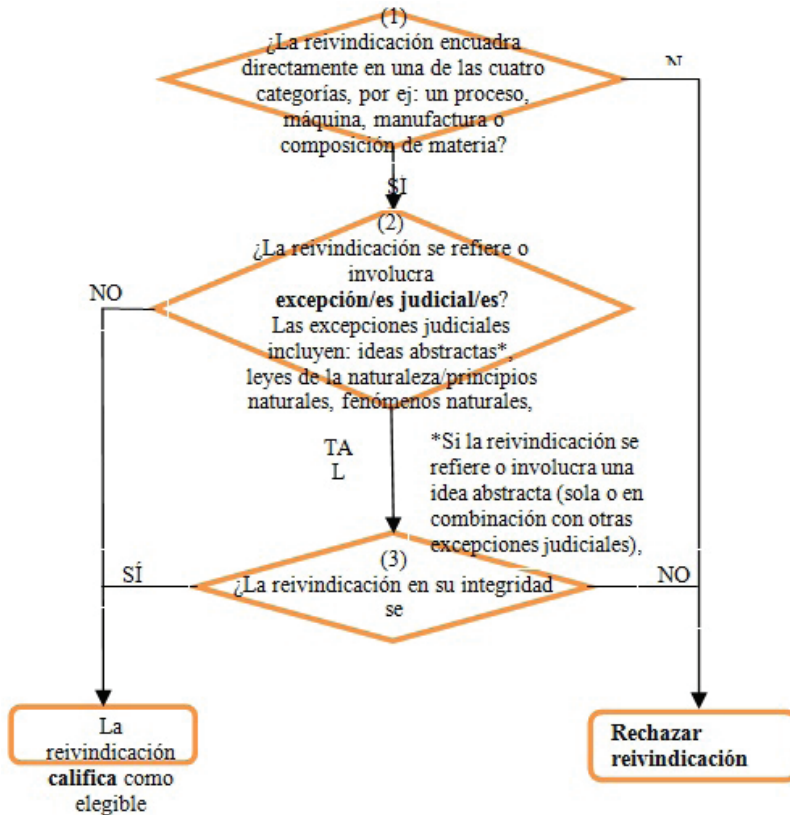 (1)
¿La reivindicación encuadra
directamente en una de las cuatro
categorías, por ej: un proceso,
máquina, manufactura o
composición de materia?
SÍ
(2)
¿La reivindicación se refiere o
involucra
excepción/es judicial/es?
Las excepciones judiciales
incluyen: ideas abstractas*,
leyes de la naturaleza/principios
naturales, fenómenos naturales,
NO
TA
L
*Si la reivindicación se
refiere o involucra una
idea abstracta (sola o en
combinación con otras
excepciones judiciales),
(3)
¿La reivindicación en su integridad
se
SÍ
NO
La
reivindicación
califica como
elegible
Rechazar
reivindicación